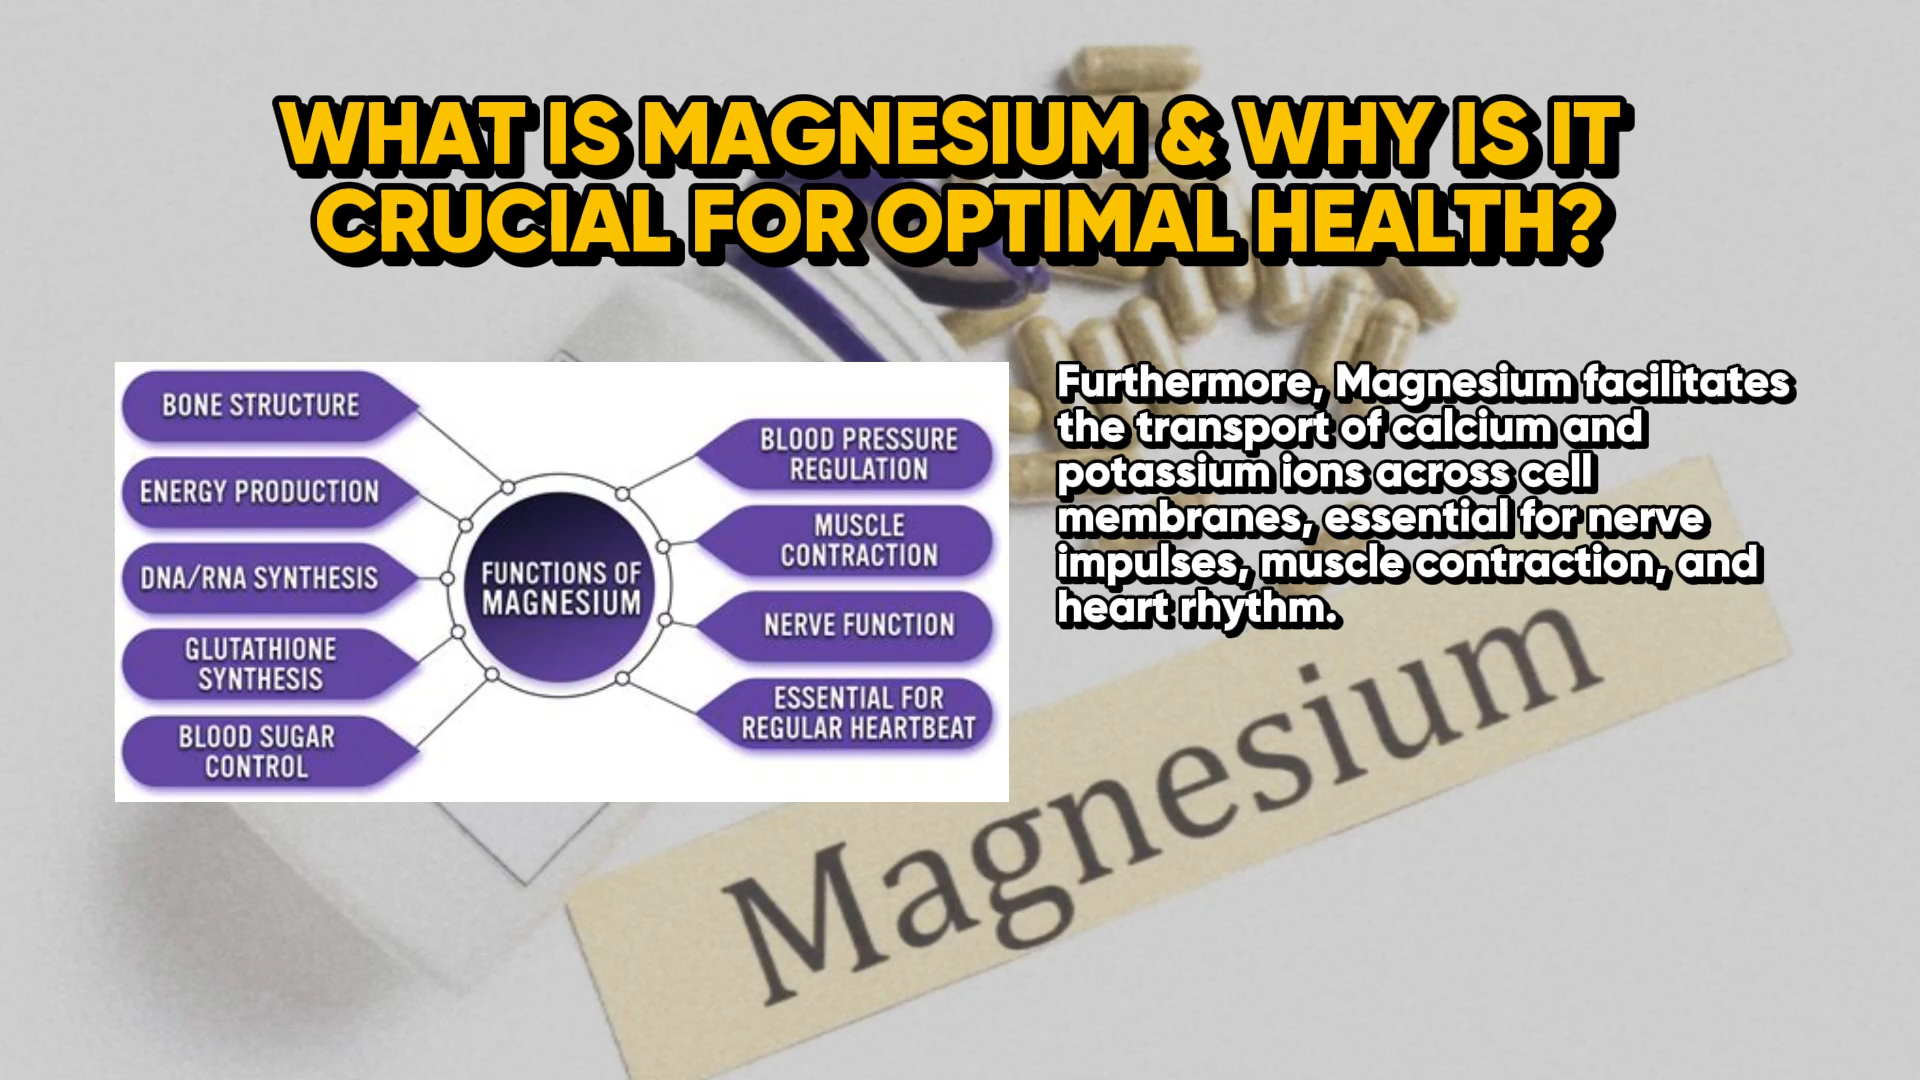 WHAT IS MAGNESIUM & WHY IS IT
CRUCIAL FOR OPTIMAL HEALTH?
BONE STRUCTURE
ENERGY PRODUCTION
DNA/RNA SYNTHESIS
GLUTATHIONE
SYNTHESIS
BLOOD SUGAR
CONTROL
FUNCTIONS OF
MAGNESIUM
BLOOD PRESSURE
REGULATION
MUSCLE
CONTRACTION
NERVE FUNCTION
ESSENTIAL FOR
REGULAR HEARTBEAT
Furthermore, Magnesium facilitates
the transport of calcium and
potassium ions across cell
membranes, essential for nerve
impulses, muscle contraction, and
heart rhythm.
Magnesium